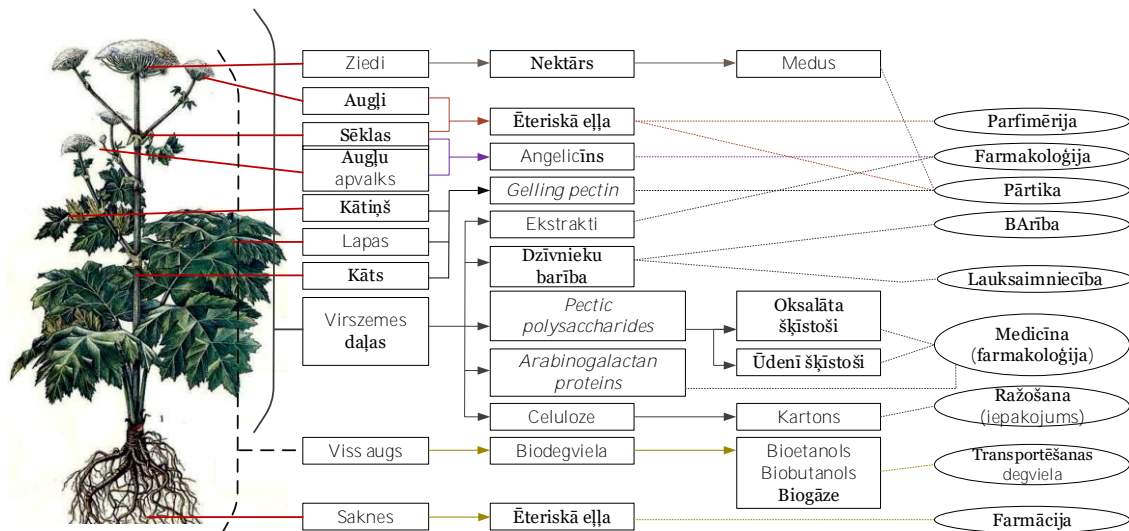 Ziedi
Nektārs
Medus
Augļi
Sēklas
Ēteriskā eļļa
Parfimērija
Augļu
apvalks
Angelicīns
Farmakoloģija
Kātiņš
Gelling pectin
Pārtika
Lapas
Ekstrakti
BArība
Kāts
Dzīvnieku
barība
Lauksaimniecība
Virszemes
daļas
Pectic
polysaccharides
Oksalāta
šķīstoši
Ūdenī šķīstoši
Medicīna
(farmakoloģija)
Arabinogalactan
proteins
Celuloze
Kartons
Ražošana
(iepakojums)
Viss augs
Biodegviela
Bioetanols
Biobutanols
Biogāze
Transportēšanas
degviela
Saknes
Ēteriskā eļļa
Farmācija